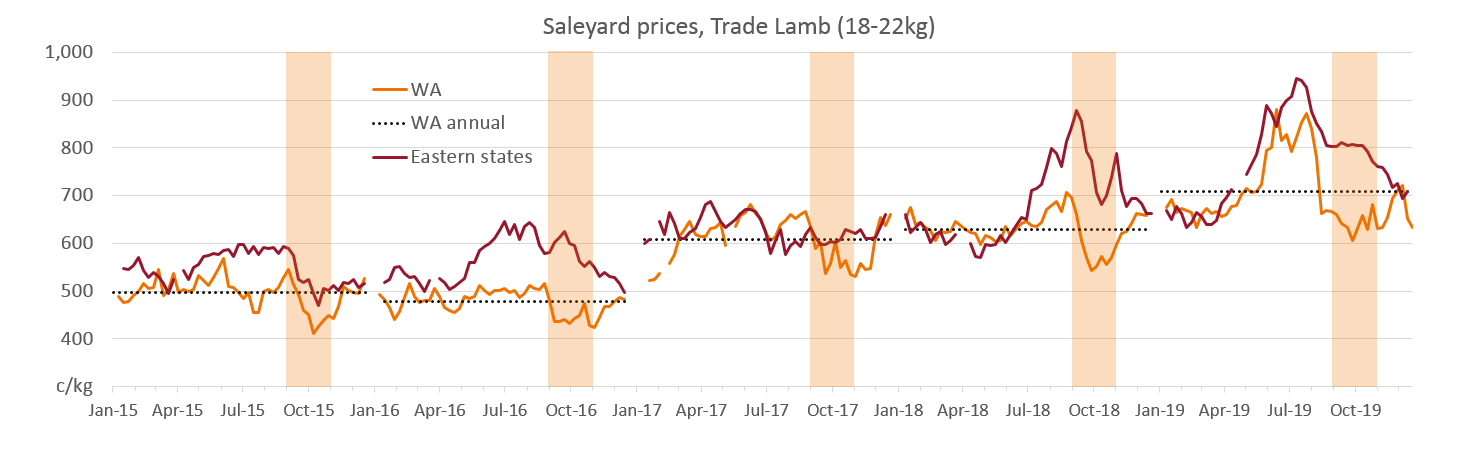 Saleyard prices, Trade Lamb (18-22kg)
1,000
900
800
700
600
500
400
c/kg
WA
WA annual
Eastern states
Jan-15 Apr-15 Jul-15 Oct-15 Jan-16 Apr-16 Jul-16 Oct-16 Jan-17 Apr-17 Jul-17 Oct-17 Jan-18 Apr-18 Jul-18 Oct-18 Jan-19 Apr-19 Jul-19 Oct-19